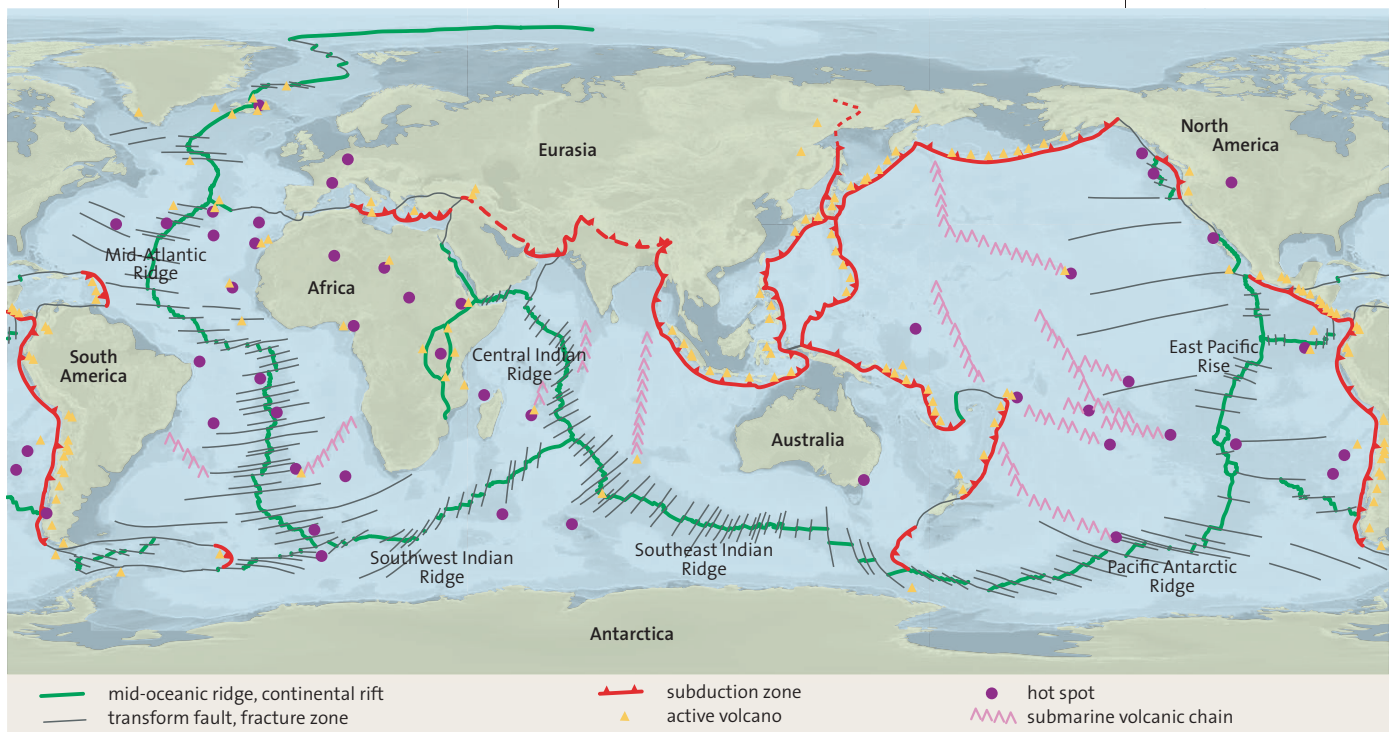 North
America
Eurasia
Mid-Atlantic
Ridge
Africa
South
America
Central Indian
Ridge
East Pacific
Rise
Australia
Southwest Indian
Ridge
Southeast Indian
Ridge
Pacific Antarctic
Ridge
Antarctica
mid-oceanic ridge, continental rift
transform fault, fracture zone
subduction zone
active volcano
hot spot
submarine volcanic chain